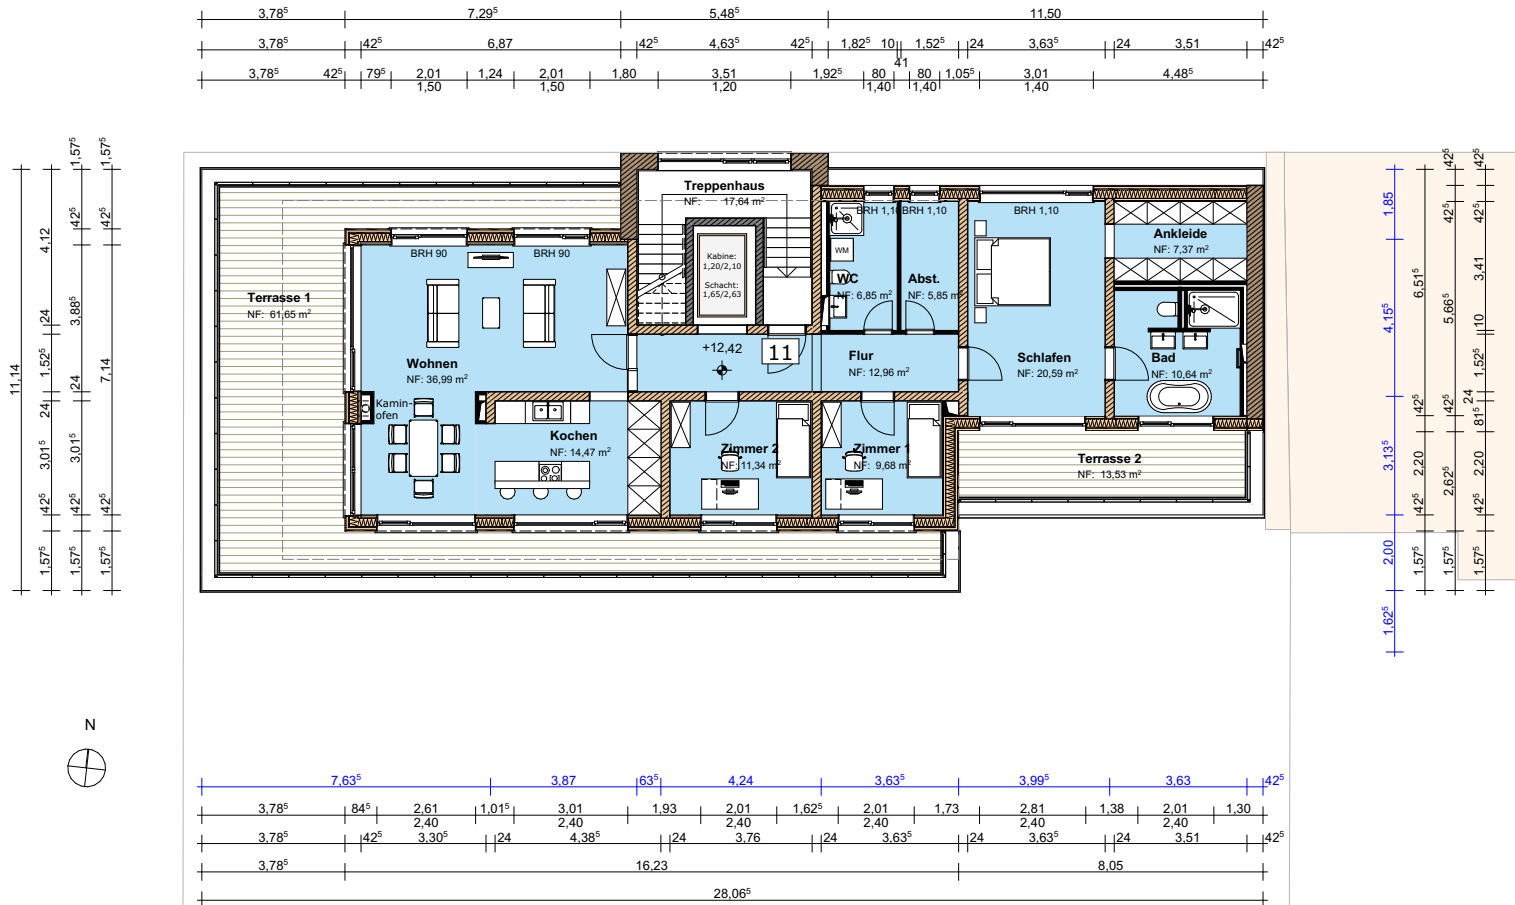 3,78⁵ 7,29⁵ 5,48⁵ 11,50
3,78⁵ 42⁵ 6,87 42⁵ 4,63⁵ 42⁵ 1,82⁵ 10 1,52⁵ 24 3,63⁵ 24 3,51 42⁵
41
3,78⁵ 42⁵ 79⁵ 2,01 1,24 2,01 1,80 3,51 1,92⁵ 80 80 1,05⁵ 3,01 4,48⁵
1,50 1,50 1,20 1,40 1,40 1,40
11,14
4,12 24 1,52⁵ 24 3,01⁵ 42⁵ 1,57⁵
1,57⁵ 42⁵ 3,88⁵ 24 3,01⁵ 42⁵ 1,57⁵
1,57⁵ 42⁵ 7,14 42⁵ 1,57⁵
Treppenhaus
NF: 17,64 m²
Kabine:
1,20/2,10
Schacht:
1,65/2,63
BRH 90
BRH 90
BRH 1,10
BRH 1,10
BRH 1,10
Ankleide
NF: 7,37 m²
WM
WC
NF: 6,85 m²
Abst.
NF: 5,85 m²
Terrasse 1
NF: 61,65 m²
Wohnen
NF: 36,99 m²
+12,42
11
Flur
NF: 12,96 m²
Schlafen
NF: 20,59 m²
Bad
NF: 10,64 m²
Kamin-
ofen
Kochen
NF: 14,47 m²
Zimmer 2
NF: 11,34 m²
Zimmer 1
NF: 9,68 m²
Terrasse 2
NF: 13,53 m²
1,85 4,15⁵ 3,13⁵ 2,00 1,62⁵
6,51⁵ 42⁵ 2,20 42⁵ 1,57⁵
42⁵ 42⁵ 5,66⁵ 42⁵ 2,62⁵ 1,57⁵
42⁵ 42⁵ 3,41 10 1,52⁵ 24 81⁵ 2,20 42⁵ 1,57⁵
N
7,63⁵ 3,87 63⁵ 4,24 3,63⁵ 3,99⁵ 3,63 42⁵
3,78⁵ 84⁵ 2,61 1,01⁵ 3,01 1,93 2,01 1,62⁵ 2,01 1,73 2,81 1,38 2,01 1,30
2,40 2,40 2,40 2,40 2,40 2,40
3,78⁵ 42⁵ 3,30⁵ 24 4,38⁵ 24 3,76 24 3,63⁵ 24 3,63⁵ 24 3,51 42⁵
3,78⁵ 16,23 8,05
28,06⁵